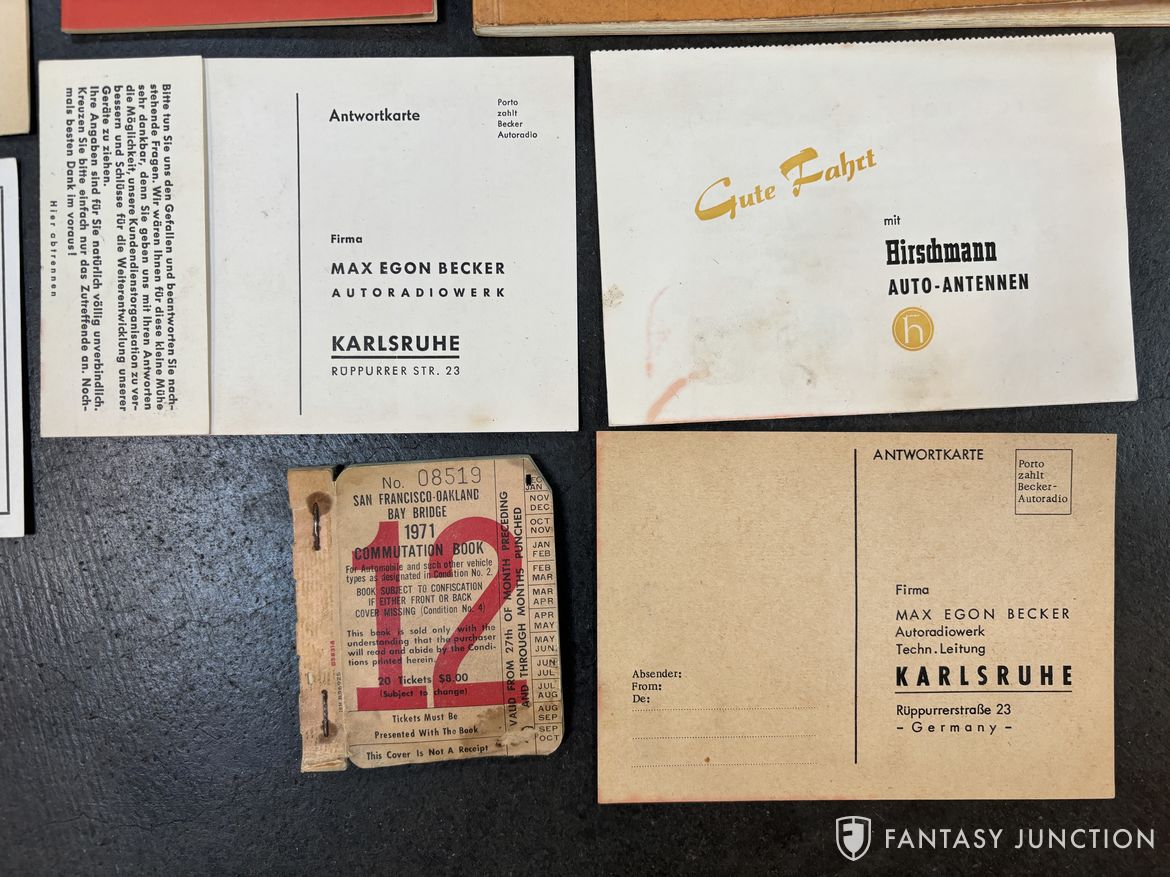 Bitte tun Sie uns den Gefallen und beantworten Sie nach-
stehende Fragen. Wir wären Ihnen für diese kleine Mühe
sehr dankbar, denn Sie geben uns mit Ihren Antworten
die Möglichkeit, unsere Kundendienstorganisation zu ver-
bessern und Schlüsse für die Weiterentwicklung unserer
Geräte zu ziehen.
Ihre Angaben sind für Sie natürlich völlig unverbindlich.
Kreuzen Sie bitte einfach nur das Zutreffende an. Noch-
mals besten Dank im voraus!
Hier abtrennen
Antwortkarte
Porto
zahlt
Becker
Autoradio
Firma
MAX EGON BECKER
AUTORADIOWERK
KARLSRUHE
RÜPPURRER STR. 23
Gute Fahrt
mit
Hirschmann
AUTO-ANTENNEN
h
No. 08519
SAN FRANCISCO-OAKLAND
BAY BRIDGE
1971
COMMUTATION BOOK
12
For Automobile and such other vehicle
types as designated in Condition No. 2.
BOOK SUBJECT TO CONFISCATION
IF EITHER FRONT OR BACK
COVER MISSING (Condition No. 4)
This book is sold only with the
understanding that the purchaser
will read and abide by the Condi-
tions printed herein.
20 Tickets $8.00
(Subject to change)
Tickets Must Be
Presented With The Book
This Cover Is Not A Receipt
VALID FROM 27th OF MONTH PRECEDING
AND THROUGH MONTHS PUNCHED
JAN
NOV
DEC
OCT
NOV
JAN
FEB
FEB
MAR
MAR
APR
APR
MAY
MAY
JUN
JUN
JUL
JUL
AUG
AUG
SEP
SEP
OCT
ANTWORTKARTE
Porto
zahlt
Becker-
Autoradio
Firma
MAX EGON BECKER
Autoradiowerk
Techn. Leitung
KARLSRUHE
Rüppurrerstraße 23
– Germany –
Absender:
From:
De:
FANTASY JUNCTION